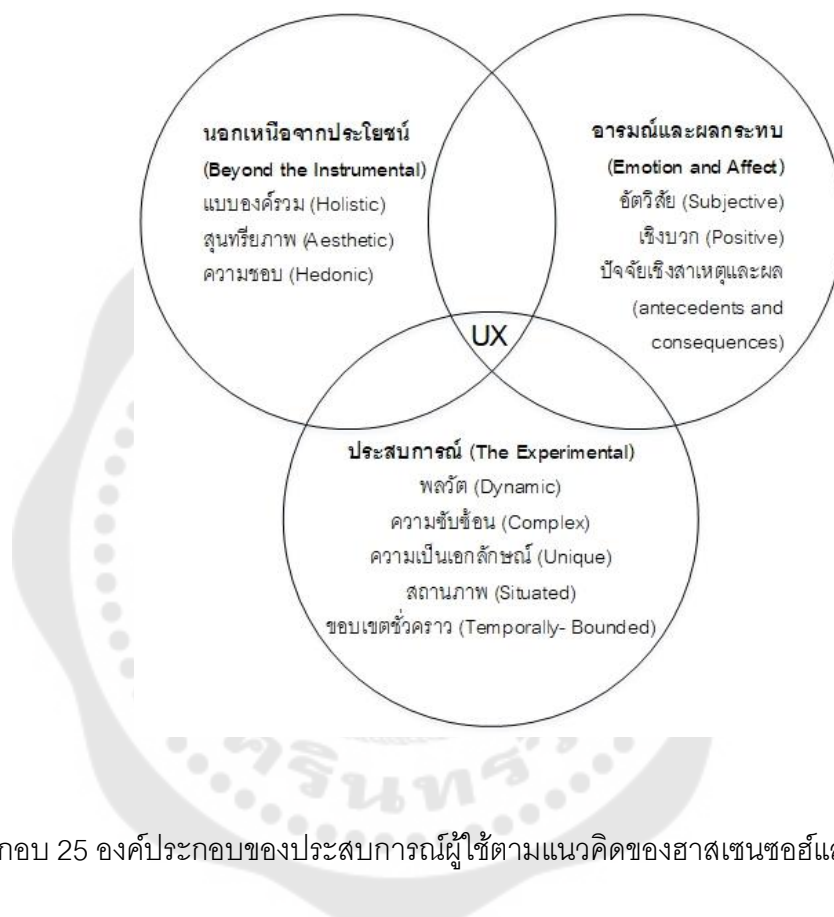 นอกเหนือจากประโยชน์
(Beyond the Instrumental)
แบบองค์รวม (Holistic)
สุนทรียภาพ (Aesthetic)
ความชอบ (Hedonic)
อารมณ์และผลกระทบ
(Emotion and Affect)
อัตวิสัย (Subjective)
เชิงบวก (Positive)
ปัจจัยเชิงสาเหตุและผล
(antecedents and
consequences)
UX
ประสบการณ์ (The Experimental)
พลวัต (Dynamic)
ความซับซ้อน (Complex)
ความเป็นเอกลักษณ์ (Unique)
สถานภาพ (Situated)
ขอบเขตชั่วคราว (Temporally- Bounded)
25 องค์ประกอบของประสบการณ์ผู้ใช้ตามแนวคิดของฮาสเซนซอฮ์